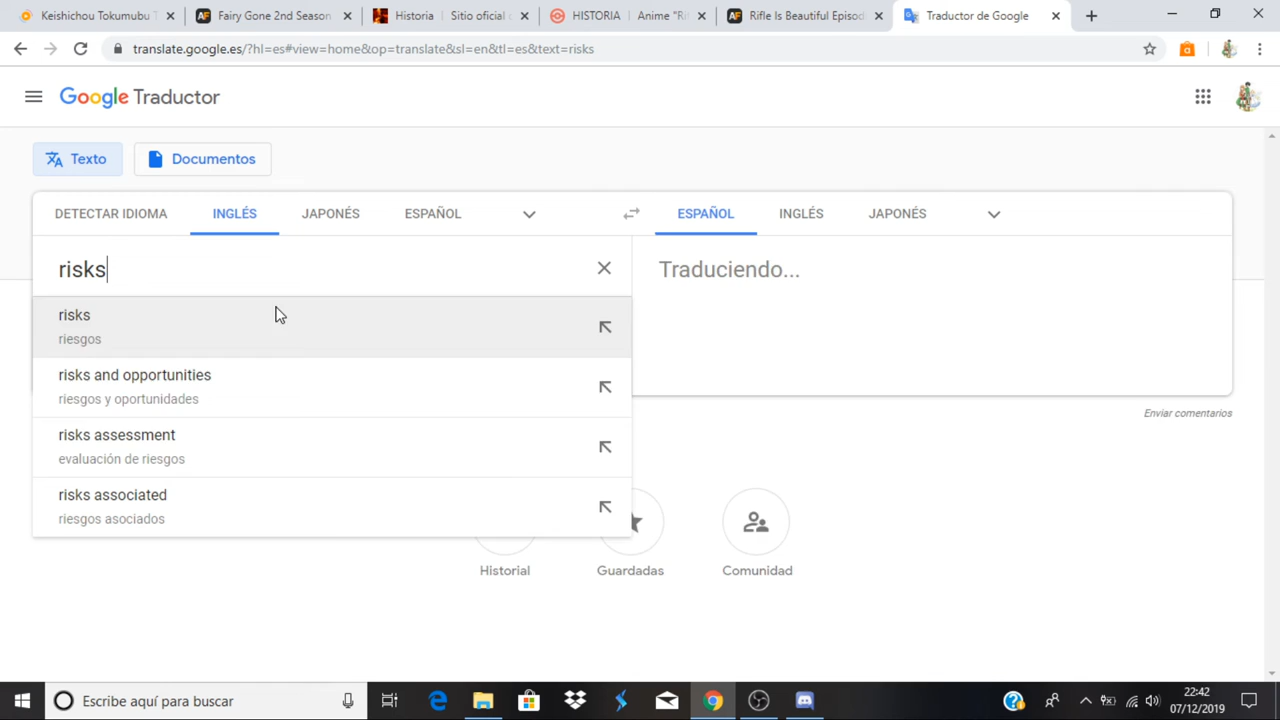 Keishichou Tokumubu T
Fairy Gone 2nd Season
Historia | Sitio oficial c
HISTORIA | Anime "Ri
Rifle Is Beautiful Episod
Traductor de Google
translate.google.es/?hl=es#view=home&op=translate&sl=en&tl=es&text=risks
Google Traductor
Texto
Documentos
DETECTAR IDIOMA
INGLÉS
JAPONÉS
ESPAÑOL
ESPAÑOL
INGLÉS
JAPONÉS
risks
Traduciendo...
risks
riesgos
risks and opportunities
riesgos y oportunidades
risks assessment
evaluación de riesgos
risks associated
riesgos asociados
Enviar comentarios
Historial
Guardadas
Comunidad
Escribe aquí para buscar
22:42
07/12/2019